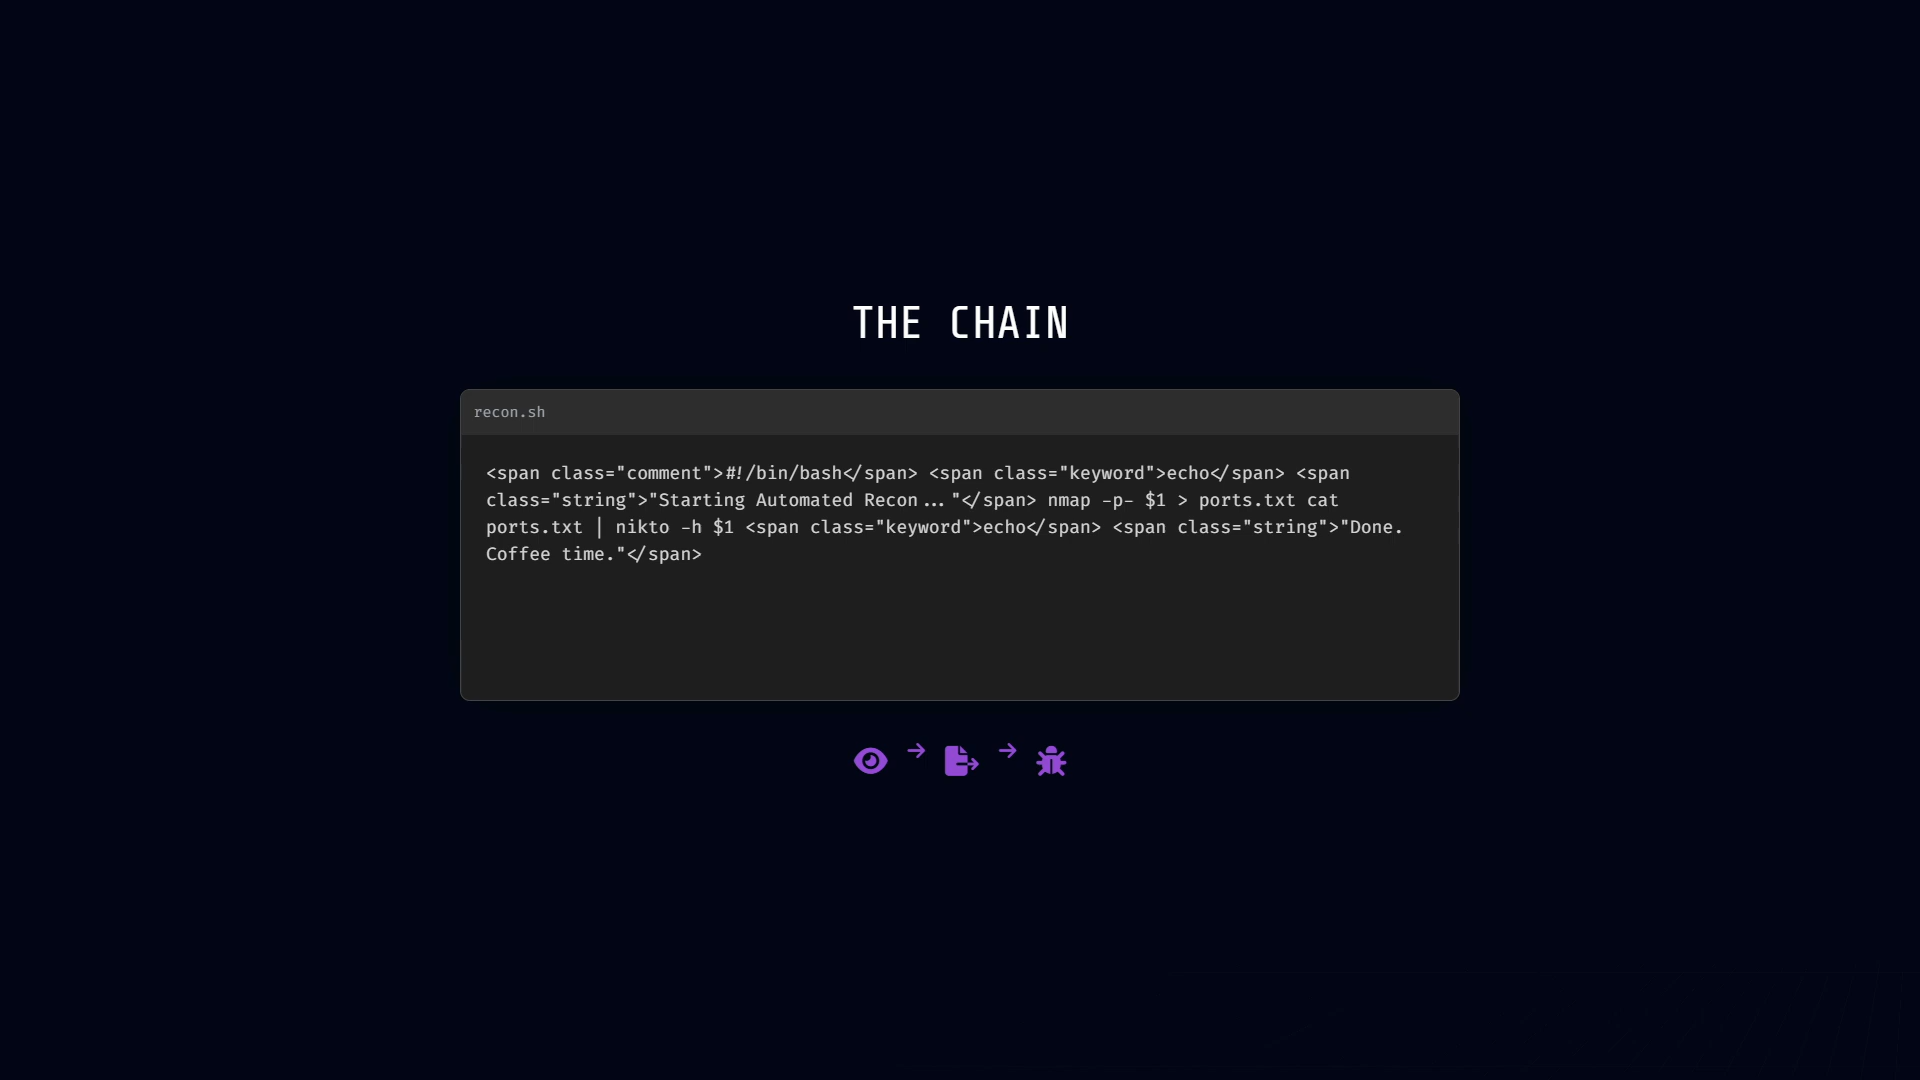 THE CHAIN
recon.sh
<span class="comment">#!/bin/bash</span> <span class="keyword">echo</span> <span
class="string">"Starting Automated Recon..."</span> nmap -p- $1 > ports.txt cat
ports.txt | nikto -h $1 <span class="keyword">echo</span> <span class="string">"Done.
Coffee time."</span>